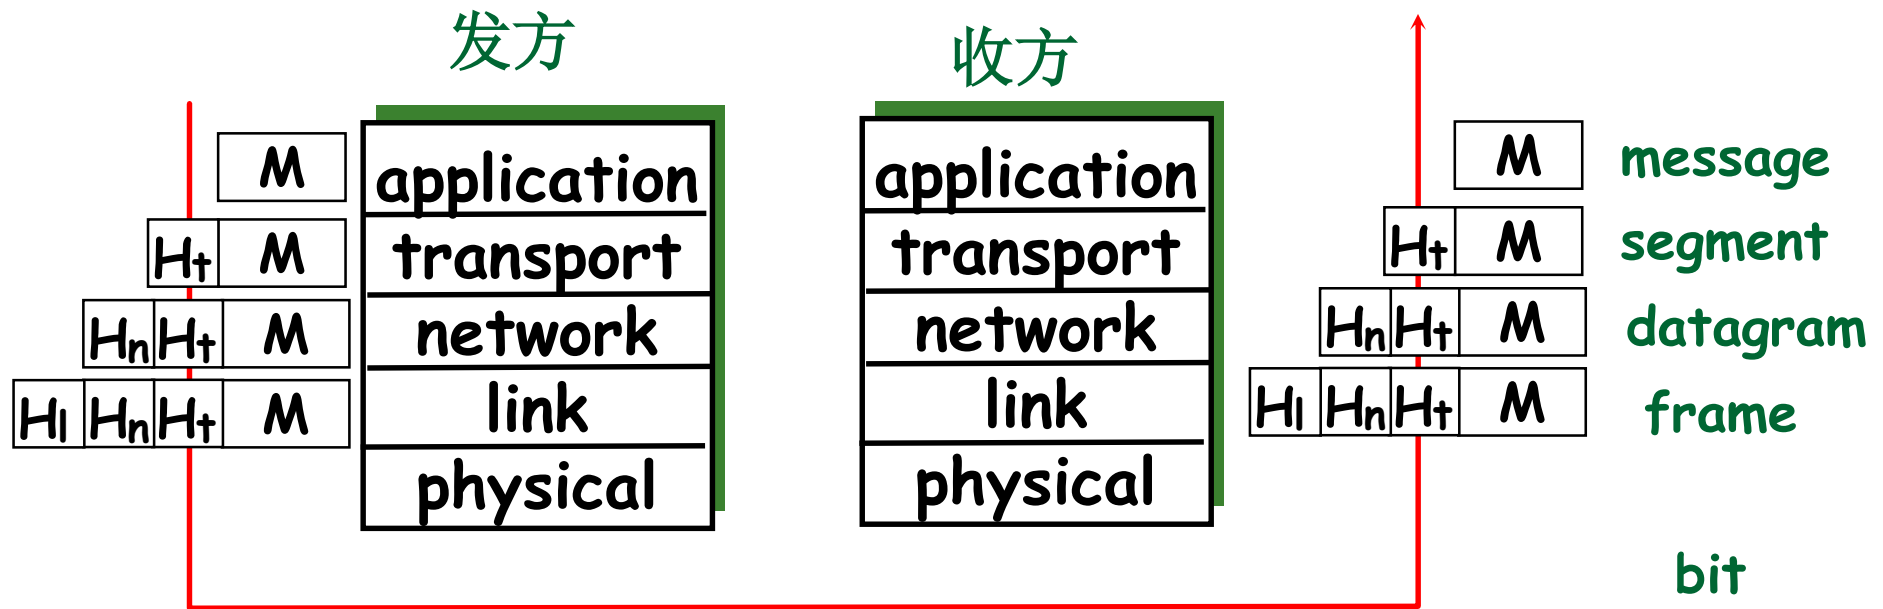 发方
收方
M application application M message
Ht M transport transport Ht M segment
Hn Ht M network network Hn Ht M datagram
Hl Hn Ht M link link Hl Hn Ht M frame
physical physical
bit